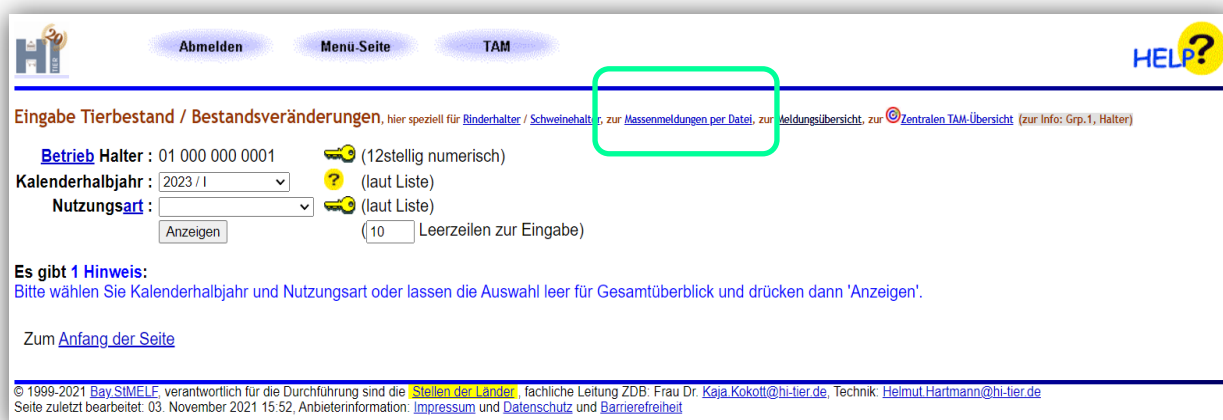 HI 20 TIER
Abmelden Menü-Seite TAM HELP?
Eingabe Tierbestand / Bestandsveränderungen, hier speziell für Rinderhalter / Schweinehalter, zur Massenmeldungen per Datei, zur Meldungsübersicht, zur Zentralen TAM-Übersicht (zur Info: Grp.1, Halter)
Betrieb Halter : 01 000 000 0001 (12stellig numerisch)
Kalenderhalbjahr : 2023 / I ? (laut Liste)
Nutzungsart : (laut Liste)
Anzeigen (10 Leerzeilen zur Eingabe)
Es gibt 1 Hinweis:
Bitte wählen Sie Kalenderhalbjahr und Nutzungsart oder lassen die Auswahl leer für Gesamtüberblick und drücken dann 'Anzeigen'.
Zum Anfang der Seite
© 1999-2021 Bay.StMELF, verantwortlich für die Durchführung sind die Stellen der Länder, fachliche Leitung ZDB: Frau Dr. Kaja.Kokott@hi-tier.de, Technik: Helmut.Hartmann@hi-tier.de
Seite zuletzt bearbeitet: 03. November 2021 15:52, Anbieterinformation: Impressum und Datenschutz und Barrierefreiheit